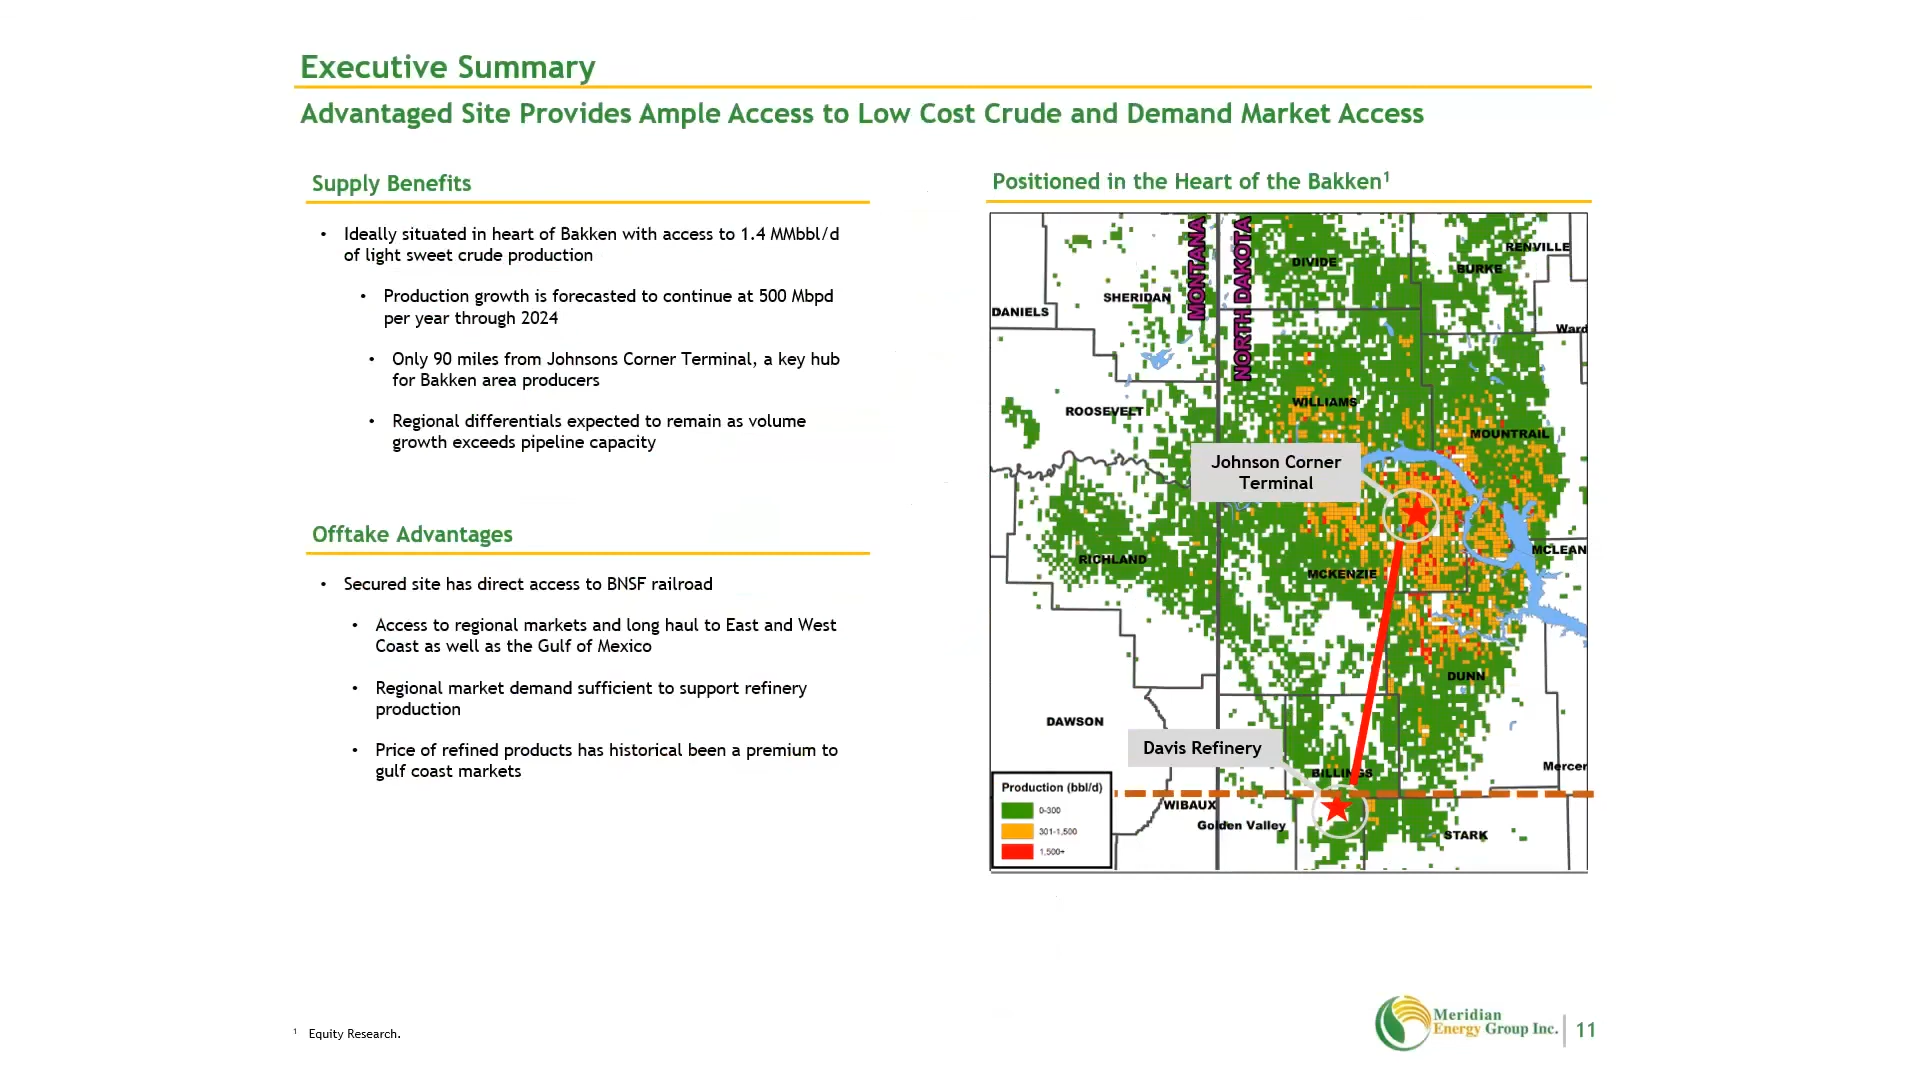 Executive Summary
Advantaged Site Provides Ample Access to Low Cost Crude and Demand Market Access
Supply Benefits
• Ideally situated in heart of Bakken with access to 1.4 MMbbl/d
of light sweet crude production
• Production growth is forecasted to continue at 500 Mbpd
per year through 2024
• Only 90 miles from Johnsons Corner Terminal, a key hub
for Bakken area producers
• Regional differentials expected to remain as volume
growth exceeds pipeline capacity
Offtake Advantages
• Secured site has direct access to BNSF railroad
• Access to regional markets and long haul to East and West
Coast as well as the Gulf of Mexico
• Regional market demand sufficient to support refinery
production
• Price of refined products has historical been a premium to
gulf coast markets
Positioned in the Heart of the Bakken¹
MONTANA
NORTH DAKOTA
RENVILLE
DIVIDE
BURKE
SHERIDAN
DANIELS
Ward
WILLIAMS
ROOSEVELT
MOUNTRAIL
Johnson Corner
Terminal
MCLEAN
RICHLAND
MCKENZIE
DUNN
DAWSON
Davis Refinery
BILLINGS
Mercer
WIBAUX
Golden Valley
STARK
Production (bbl/d)
0-300
301-1,500
1,500+
¹ Equity Research.
Meridian
Energy Group Inc.
11